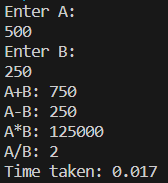 Enter A:
500
Enter B:
250
A+B: 750
A-B: 250
A*B: 125000
A/B: 2
Time taken: 0.017